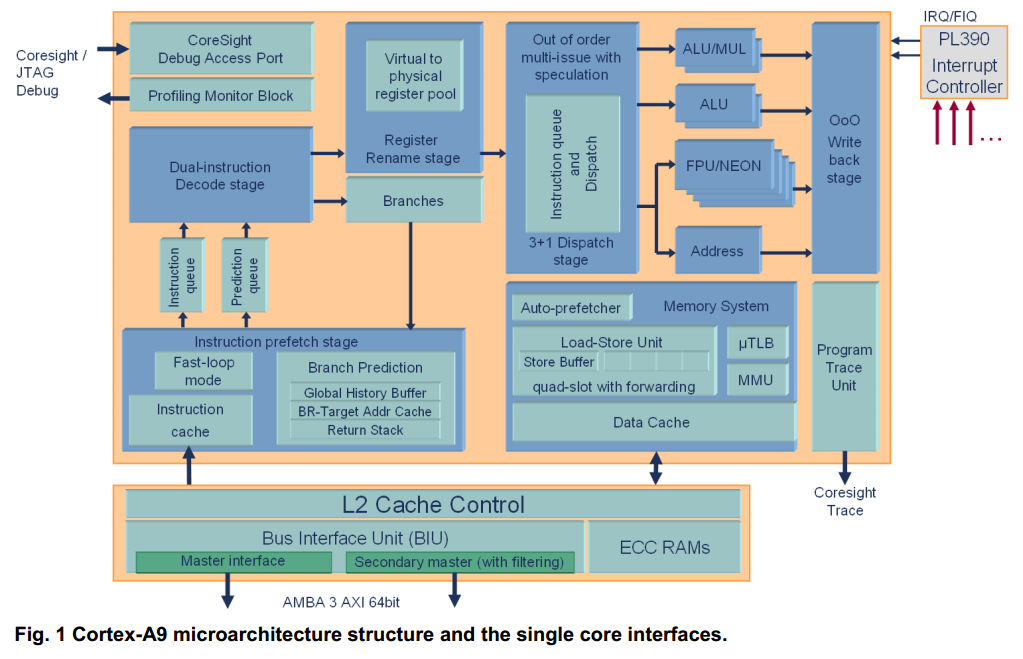 Coresight /
JTAG
Debug
CoreSight
Debug Access Port
Profiling Monitor Block
Dual-instruction
Decode stage
Virtual to
physical
register pool
Register
Rename stage
Branches
Out of order
multi-issue with
speculation
Instruction queue
and
Dispatch
3+1 Dispatch
stage
ALU/MUL
ALU
FPU/NEON
Address
OoO
Write
back
stage
IRQ/FIQ
PL390
Interrupt
Controller
...
Instruction
queue
Prediction
queue
Instruction prefetch stage
Fast-loop
mode
Instruction
cache
Branch Prediction
Global History Buffer
BR-Target Addr Cache
Return Stack
Auto-prefetcher
Memory System
Load-Store Unit
Store Buffer
quad-slot with forwarding
µTLB
MMU
Data Cache
Program
Trace
Unit
Coresight
Trace
L2 Cache Control
Bus Interface Unit (BIU)
Master interface
Secondary master (with filtering)
ECC RAMs
AMBA 3 AXI 64bit
Fig. 1 Cortex-A9 microarchitecture structure and the single core interfaces.